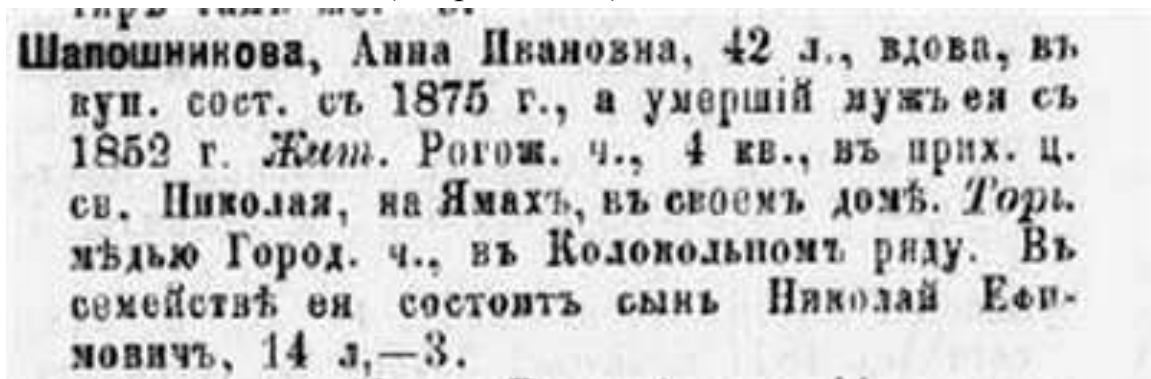 Шапошникова, Анна Ивановна, 42 л., вдова, въ
куп. сост. съ 1875 г., а умершій мужъ ея съ
1852 г. Жит. Рогож. ч., 4 кв., въ прих. ц.
св. Николая, на Ямахъ, въ своемъ домѣ. Торг.
мѣдью Город. ч., въ Колокольномъ ряду. Въ
семействѣ ея состоитъ сынъ Николай Ефи-
мовичъ, 14 л,—3.